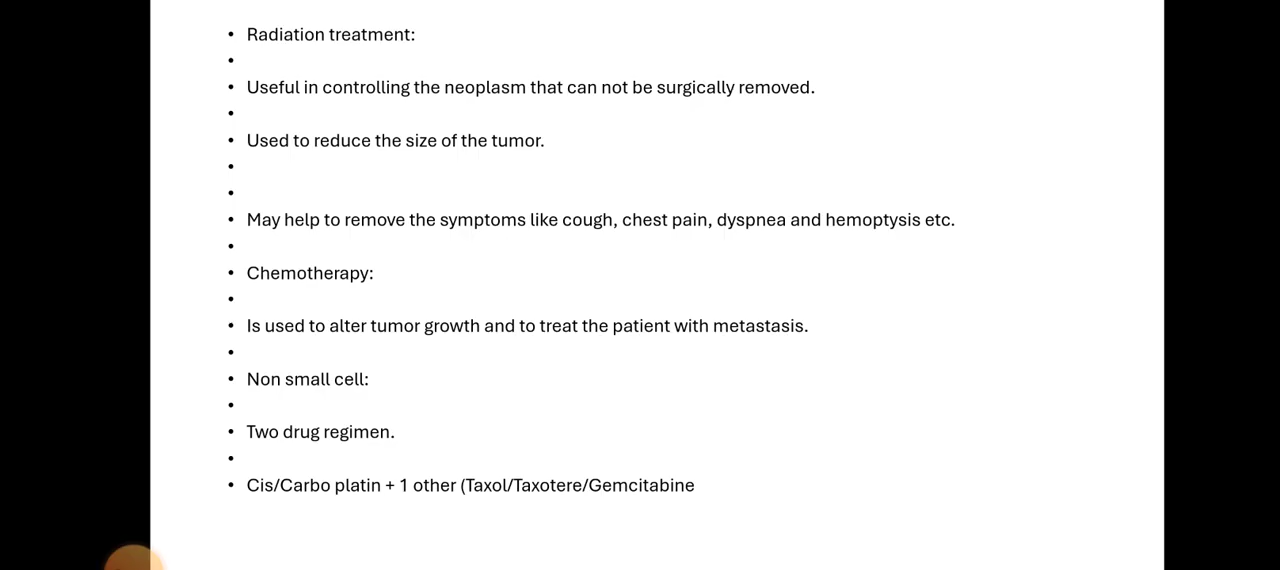 • Radiation treatment:
•
• Useful in controlling the neoplasm that can not be surgically removed.
•
• Used to reduce the size of the tumor.
•
•
• May help to remove the symptoms like cough, chest pain, dyspnea and hemoptysis etc.
•
• Chemotherapy:
•
• Is used to alter tumor growth and to treat the patient with metastasis.
•
• Non small cell:
•
• Two drug regimen.
•
• Cis/Carbo platin + 1 other (Taxol/Taxotere/Gemcitabine